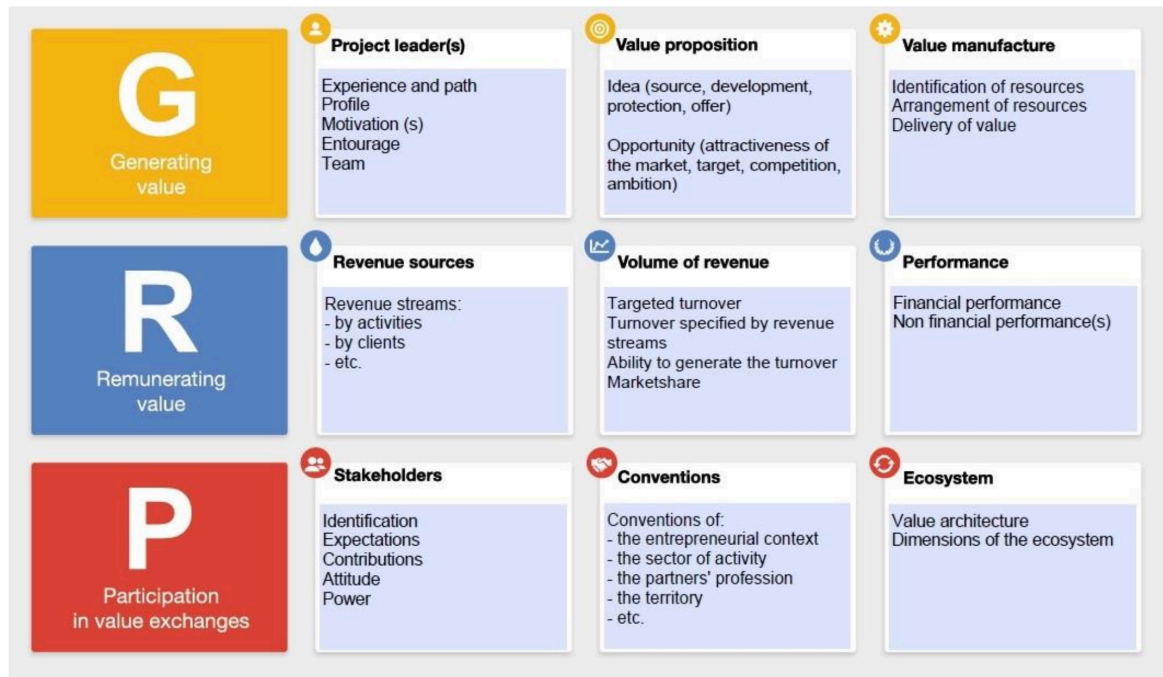 G
Generating
value
Project leader(s)
Experience and path
Profile
Motivation (s)
Entourage
Team
Value proposition
Idea (source, development,
protection, offer)
Opportunity (attractiveness of
the market, target, competition,
ambition)
Value manufacture
Identification of resources
Arrangement of resources
Delivery of value
R
Remunerating
value
Revenue sources
Revenue streams:
- by activities
- by clients
- etc.
Volume of revenue
Targeted turnover
Turnover specified by revenue
streams
Ability to generate the turnover
Marketshare
Performance
Financial performance
Non financial performance(s)
P
Participation
in value exchanges
Stakeholders
Identification
Expectations
Contributions
Attitude
Power
Conventions
Conventions of:
- the entrepreneurial context
- the sector of activity
- the partners' profession
- the territory
- etc.
Ecosystem
Value architecture
Dimensions of the ecosystem